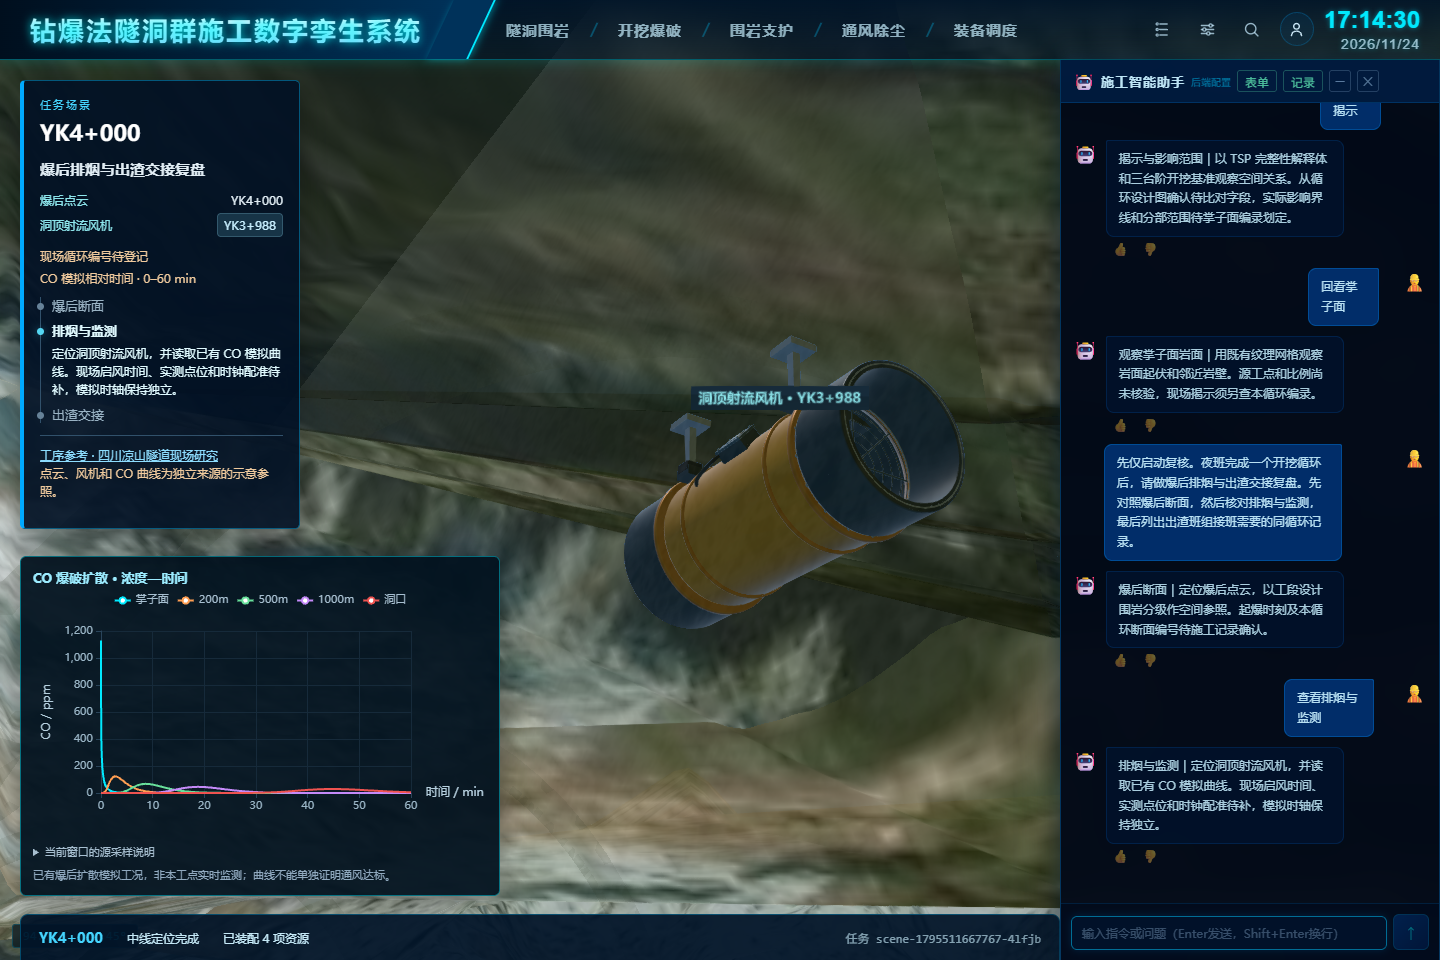 钻爆法隧洞群施工数字孪生系统
隧洞围岩 / 开挖爆破 / 围岩支护 / 通风除尘 / 装备调度
17:14:30
2026/11/24
任务场景
YK4+000
爆后排烟与出渣交接复盘
爆后点云 YK4+000
洞顶射流风机 YK3+988
现场循环编号待登记
CO 模拟相对时间 · 0–60 min
爆后断面
排烟与监测
定位洞顶射流风机，并读取已有 CO 模拟曲
线。现场启风时间、实测点位和时钟配准待
补，模拟时轴保持独立。
出渣交接
工序参考 · 四川凉山隧道现场研究
点云、风机和 CO 曲线为独立来源的示意参
照。
洞顶射流风机 • YK3+988
CO 爆破扩散 • 浓度—时间
掌子面 200m 500m 1000m 洞口
CO / ppm
1,200
1,000
800
600
400
200
0
0 10 20 30 40 50 60
时间 / min
▶ 当前窗口的源采样说明
已有爆后扩散模拟工况，非本工点实时监测；曲线不能单独证明通风达标。
YK4+000 中线定位完成 已装配 4 项资源
任务 scene-1795511667767-41fjb
施工智能助手 后端配置 表单 记录
揭示
揭示与影响范围 | 以 TSP 完整性解释体
和三台阶开挖基准观察空间关系。从循
环设计图确认待比对字段，实际影响界
线和分部范围待掌子面编录划定。
回看掌
子面
观察掌子面岩面 | 用既有纹理网格观察
岩面起伏和邻近岩壁。源工点和比例尚
未核验，现场揭示须另查本循环编录。
先仅启动复核。夜班完成一个开挖循环
后，请做爆后排烟与出渣交接复盘。先
对照爆后断面，然后核对排烟与监测，
最后列出出渣班组接班需要的同循环记
录。
爆后断面 | 定位爆后点云，以工段设计
围岩分级作空间参照。起爆时刻及本循
环断面编号待施工记录确认。
查看排烟与
监测
排烟与监测 | 定位洞顶射流风机，并读
取已有 CO 模拟曲线。现场启风时间、
实测点位和时钟配准待补，模拟时轴保
持独立。
输入指令或问题（Enter发送，Shift+Enter换行）